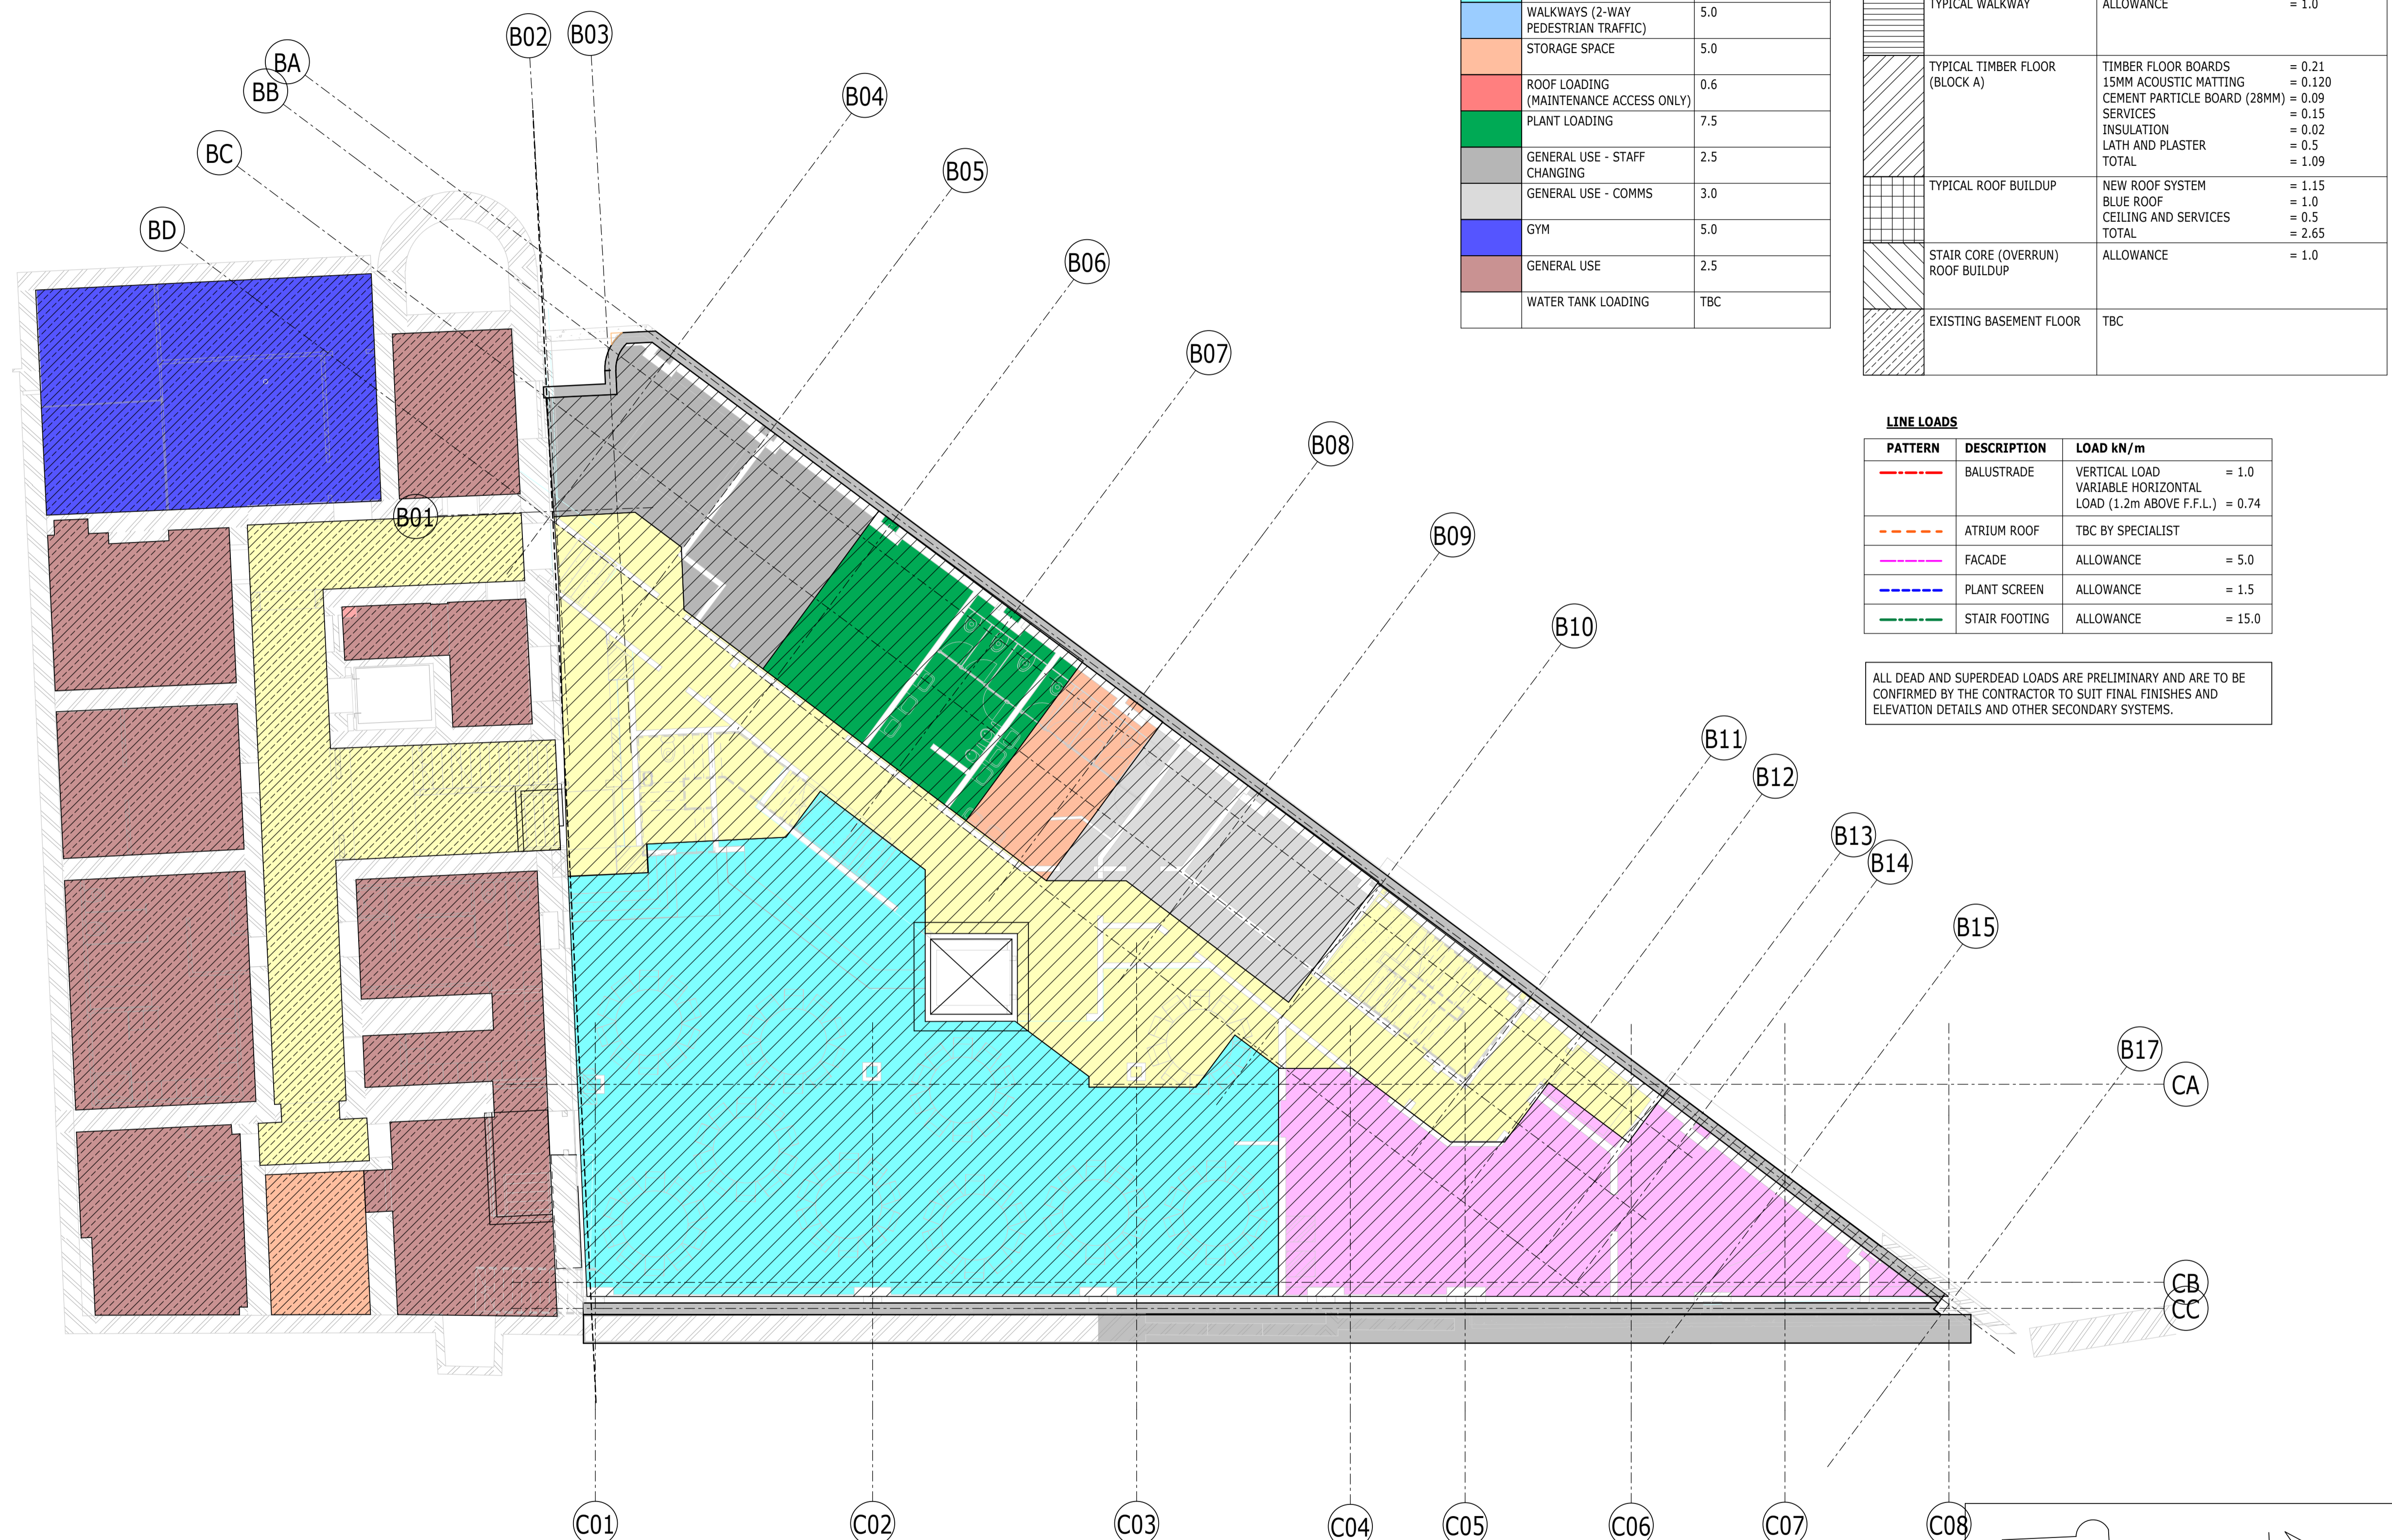 WALKWAYS (2-WAY
PEDESTRIAN TRAFFIC)
5.0
STORAGE SPACE
5.0
ROOF LOADING
(MAINTENANCE ACCESS ONLY)
0.6
PLANT LOADING
7.5
GENERAL USE - STAFF
CHANGING
2.5
GENERAL USE - COMMS
3.0
GYM
5.0
GENERAL USE
2.5
WATER TANK LOADING
TBC
TYPICAL WALKWAY
ALLOWANCE = 1.0
TYPICAL TIMBER FLOOR
(BLOCK A)
TIMBER FLOOR BOARDS = 0.21
15MM ACOUSTIC MATTING = 0.120
CEMENT PARTICLE BOARD (28MM) = 0.09
SERVICES = 0.15
INSULATION = 0.02
LATH AND PLASTER = 0.5
TOTAL = 1.09
TYPICAL ROOF BUILDUP
NEW ROOF SYSTEM = 1.15
BLUE ROOF = 1.0
CEILING AND SERVICES = 0.5
TOTAL = 2.65
STAIR CORE (OVERRUN)
ROOF BUILDUP
ALLOWANCE = 1.0
EXISTING BASEMENT FLOOR
TBC
LINE LOADS
PATTERN DESCRIPTION LOAD kN/m
BALUSTRADE
VERTICAL LOAD = 1.0
VARIABLE HORIZONTAL
LOAD (1.2m ABOVE F.F.L.) = 0.74
ATRIUM ROOF TBC BY SPECIALIST
FACADE ALLOWANCE = 5.0
PLANT SCREEN ALLOWANCE = 1.5
STAIR FOOTING ALLOWANCE = 15.0
ALL DEAD AND SUPERDEAD LOADS ARE PRELIMINARY AND ARE TO BE
CONFIRMED BY THE CONTRACTOR TO SUIT FINAL FINISHES AND
ELEVATION DETAILS AND OTHER SECONDARY SYSTEMS.
BA
BB
BC
BD
B01
B02
B03
B04
B05
B06
B07
B08
B09
B10
B11
B12
B13
B14
B15
B17
CA
CB
CC
C01
C02
C03
C04
C05
C06
C07
C08